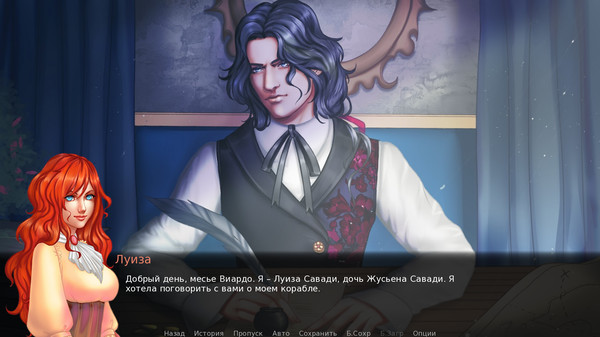 Луиза
Добрый день, месье Виардо. Я – Луиза Савади, дочь Жусьена Савади. Я
хотела поговорить с вами о моем корабле.
Назад История Пропуск Авто Сохранить Б.Сохр Б.Загр Опции